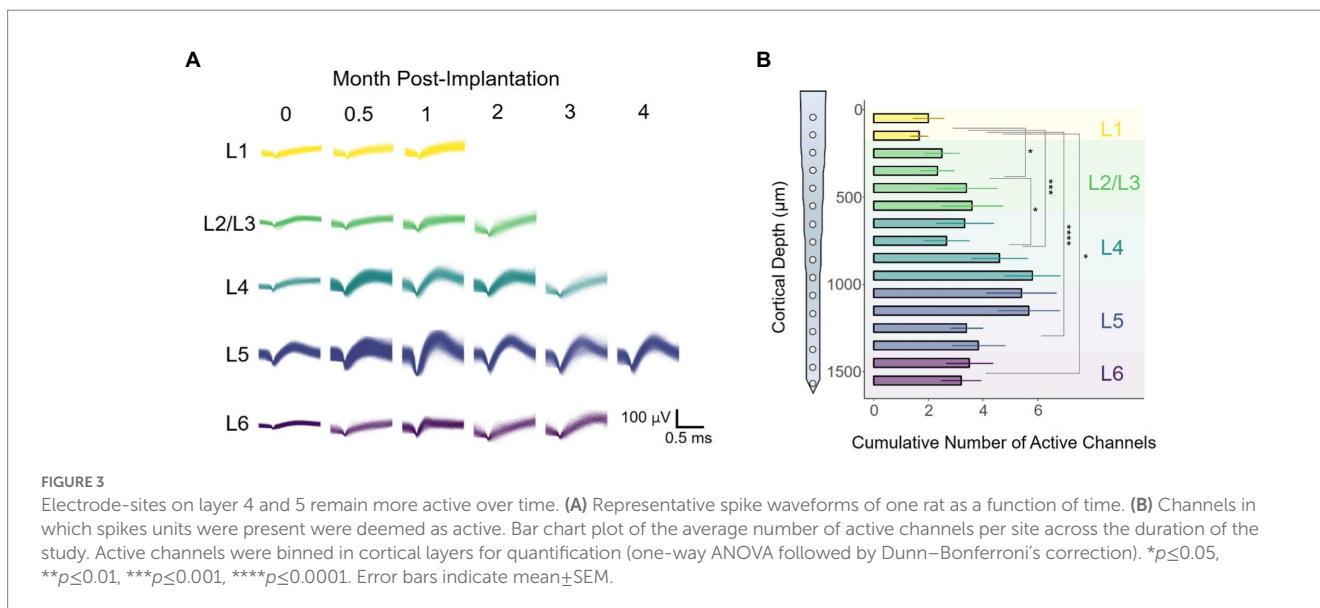 A
Month Post-Implantation
0 0.5 1 2 3 4
L1
L2/L3
L4
L5
L6
100 µV
0.5 ms
B
Cortical Depth (µm)
0
500
1000
1500
L1
L2/L3
L4
L5
L6
*
*
***
****
*
0 2 4 6
Cumulative Number of Active Channels
FIGURE 3
Electrode-sites on layer 4 and 5 remain more active over time. (A) Representative spike waveforms of one rat as a function of time. (B) Channels in
which spikes units were present were deemed as active. Bar chart plot of the average number of active channels per site across the duration of the
study. Active channels were binned in cortical layers for quantification (one-way ANOVA followed by Dunn–Bonferroni's correction). *p≤0.05,
**p≤0.01, ***p≤0.001, ****p≤0.0001. Error bars indicate mean±SEM.